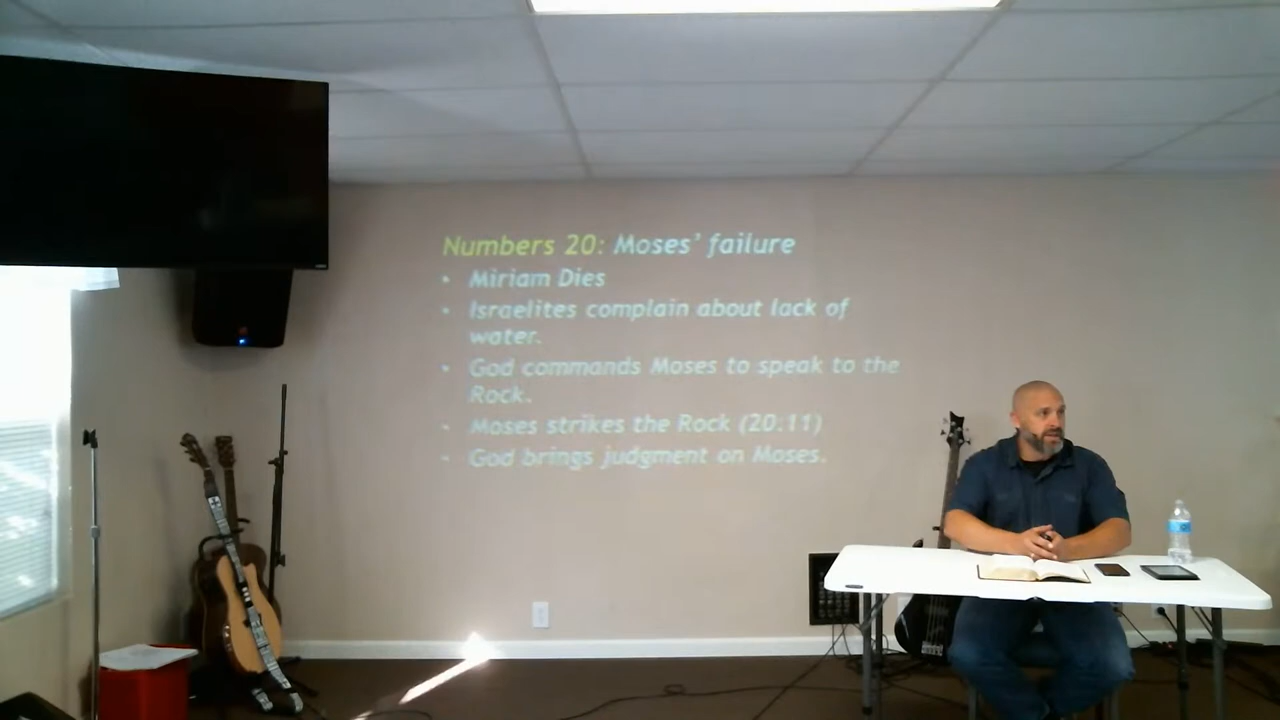 Numbers 20: Moses' failure
• Miriam Dies
• Israelites complain about lack of
water.
• God commands Moses to speak to the
Rock.
• Moses strikes the Rock (20:11)
• God brings judgment on Moses.